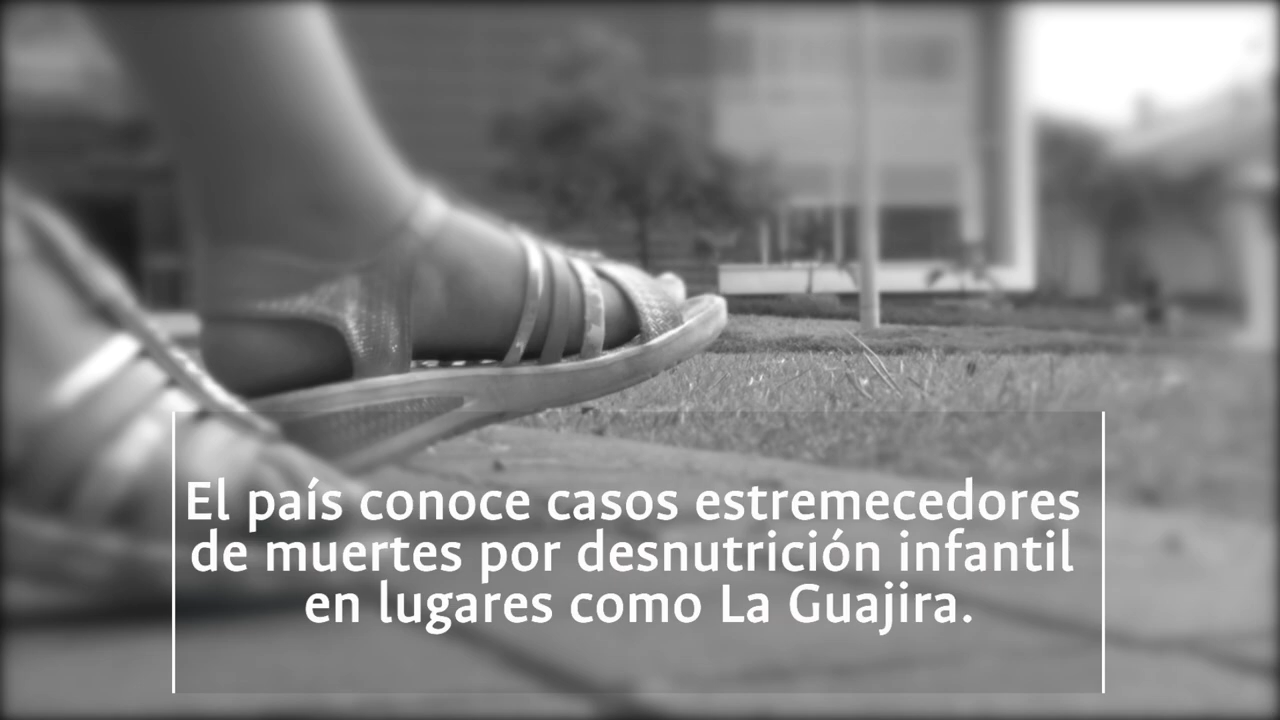 El país conoce casos estremecedores
de muertes por desnutrición infantil
en lugares como La Guajira.